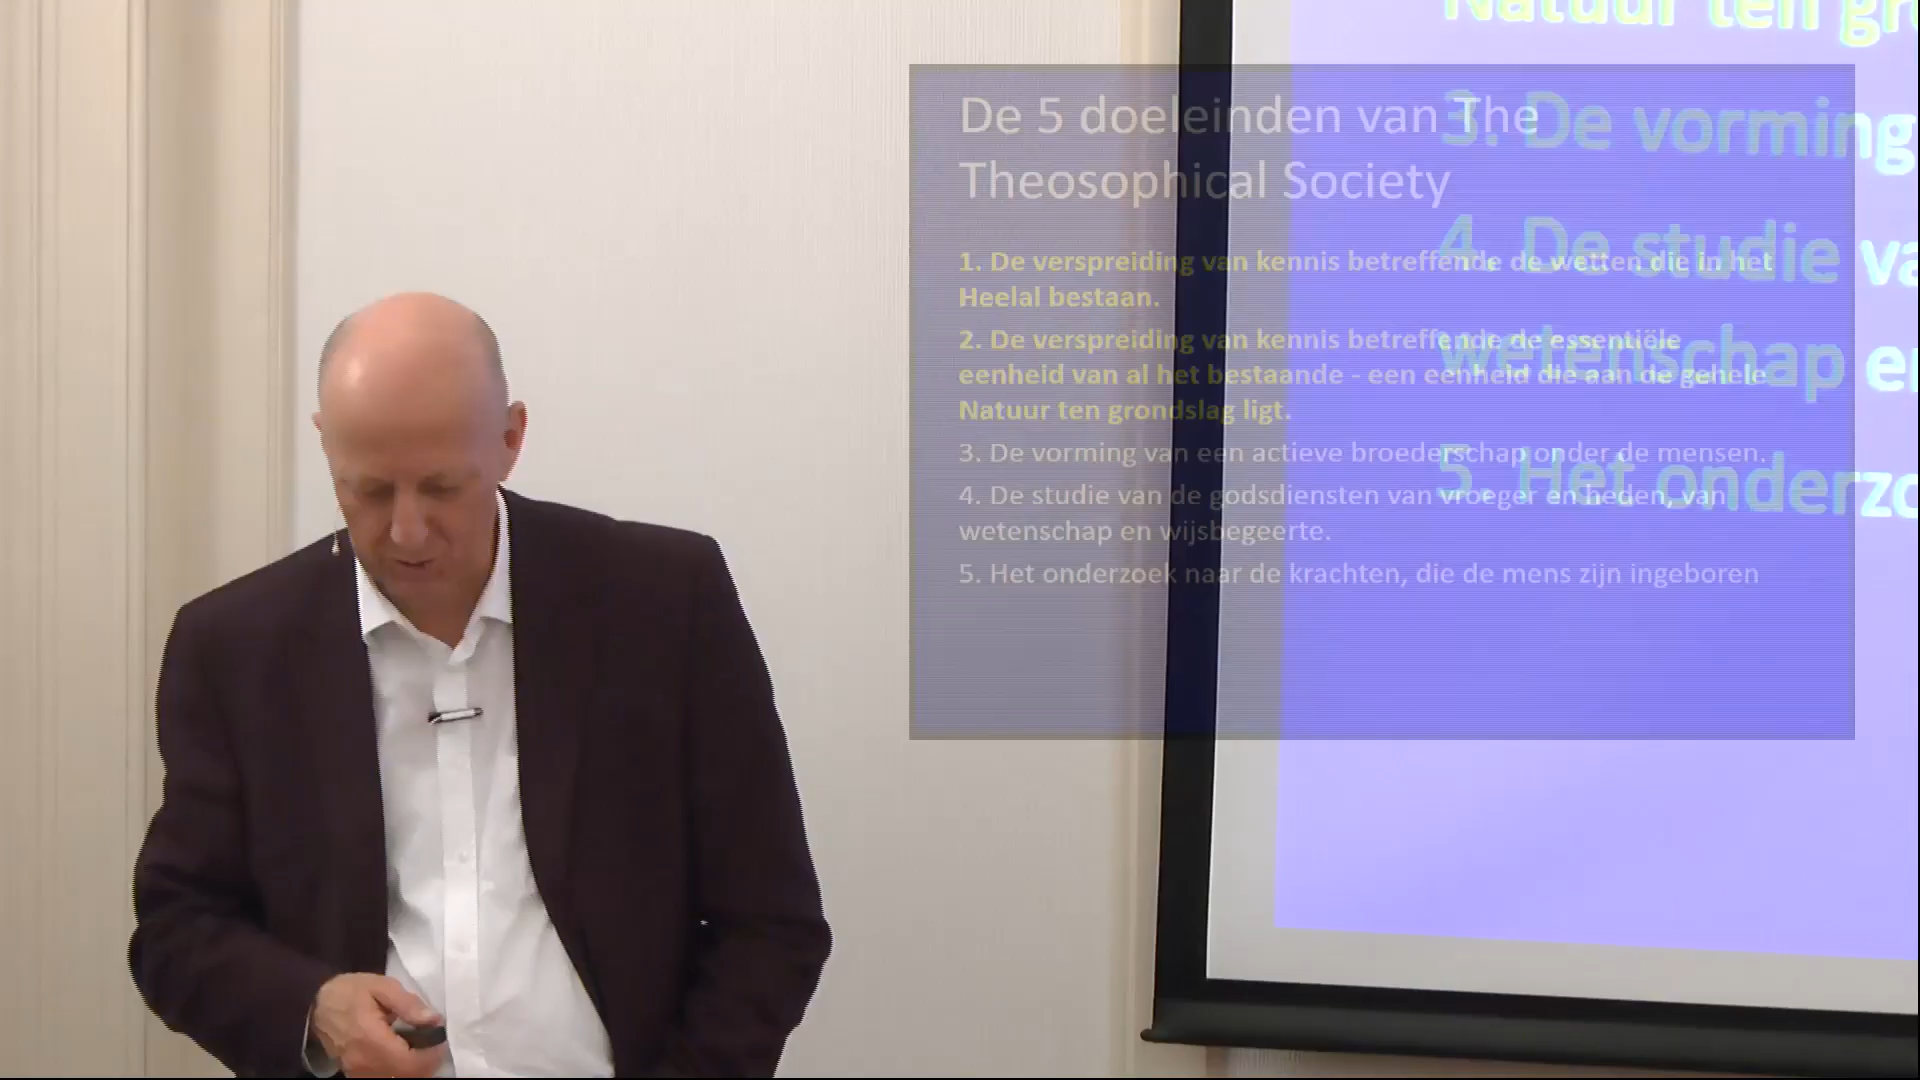 De 5 doeleinden van The
Theosophical Society
1. De verspreiding van kennis betreffende de wetten die in het
Heelal bestaan.
2. De verspreiding van kennis betreffende de essentiële
eenheid van al het bestaande - een eenheid die aan de gehele
Natuur ten grondslag ligt.
3. De vorming van een actieve broederschap onder de mensen.
4. De studie van de godsdiensten van vroeger en heden, van
wetenschap en wijsbegeerte.
5. Het onderzoek naar de krachten, die de mens zijn ingeboren
Natuur ten gr
3. De vorming
4. De studie va
wetenschap en
5. Het onderzo